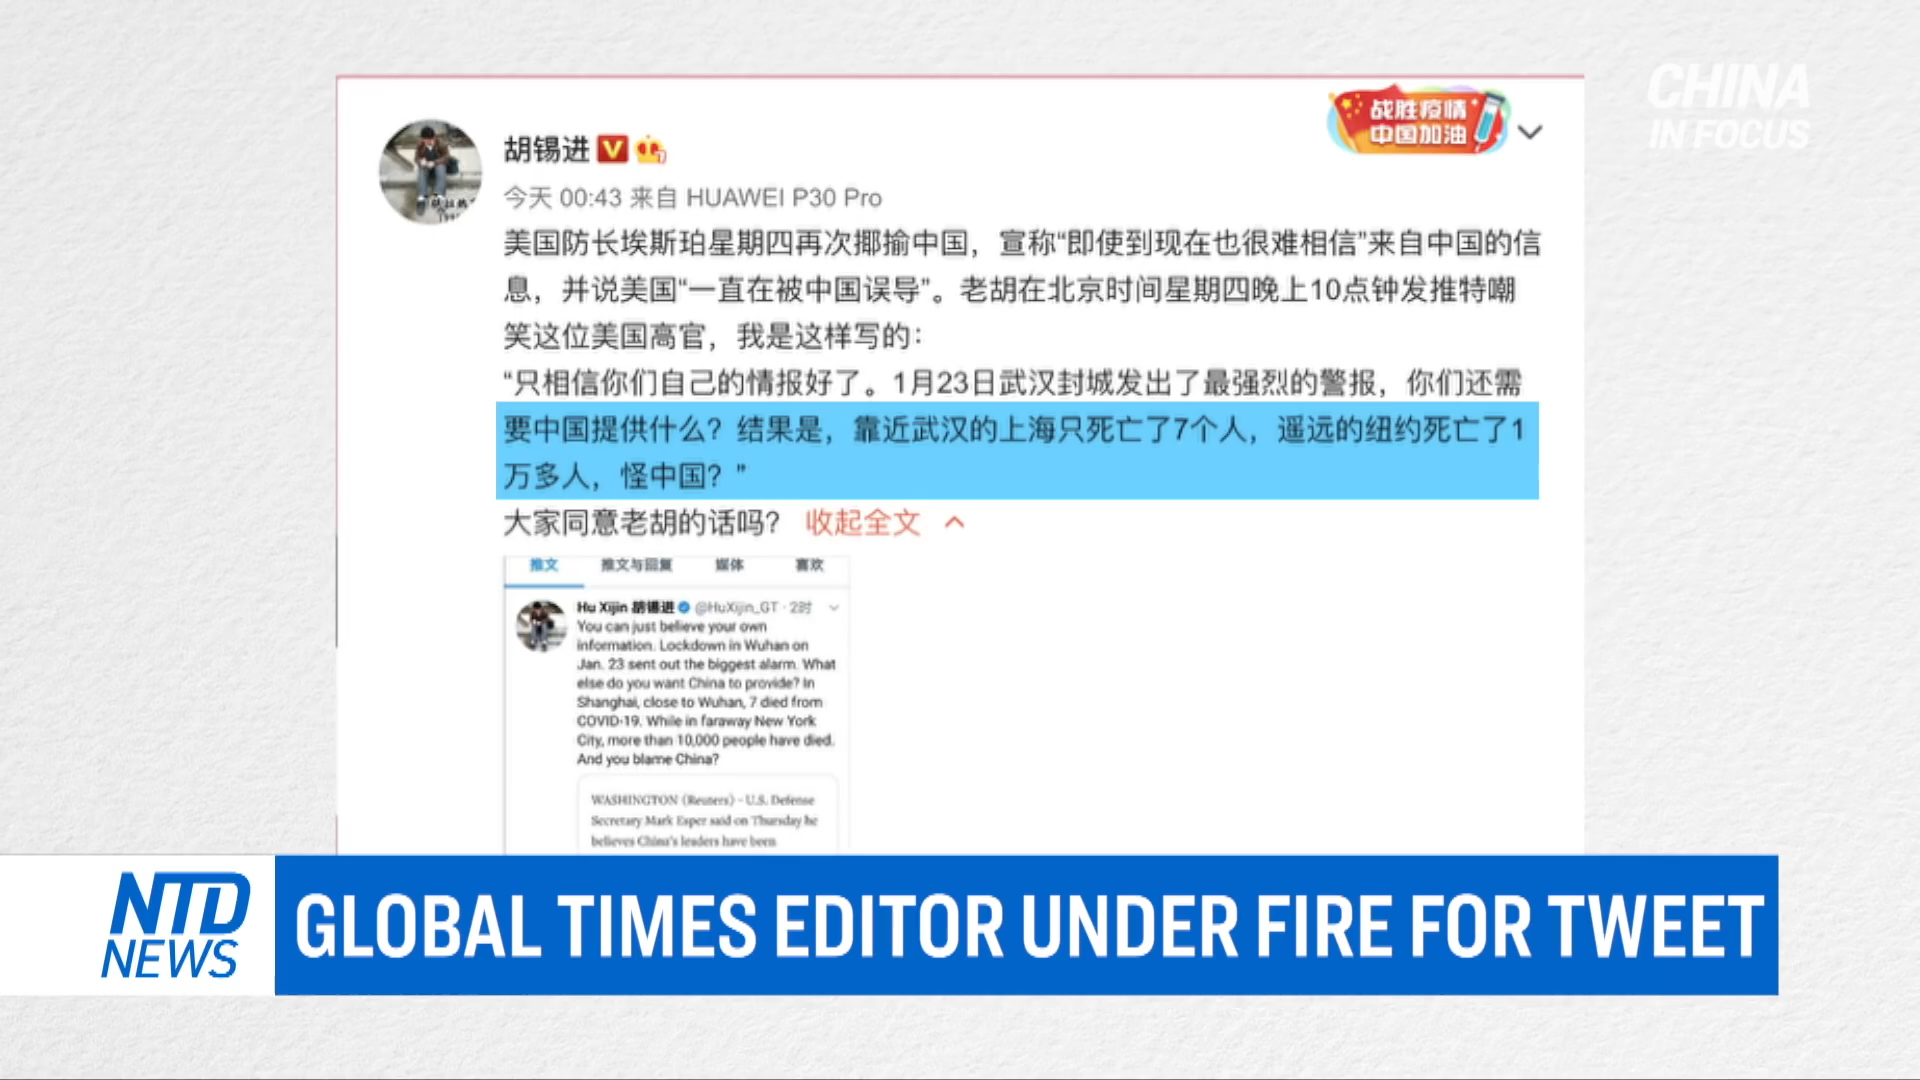 CHINA
IN FOCUS
战胜疫情
中国加油
胡锡进
今天 00:43 来自 HUAWEI P30 Pro
美国防长埃斯珀星期四再次揶揄中国，宣称“即使到现在也很难相信”来自中国的信
息，并说美国“一直在被中国误导”。老胡在北京时间星期四晚上10点钟发推特嘲
笑这位美国高官，我是这样写的：
“只相信你们自己的情报好了。1月23日武汉封城发出了最强烈的警报，你们还需
要中国提供什么？结果是，靠近武汉的上海只死亡了7个人，遥远的纽约死亡了1
万多人，怪中国？”
大家同意老胡的话吗？ 收起全文
推文 推文与回复 媒体 喜欢
Hu Xijin 胡锡进 @HuXijin_GT · 2时
You can just believe your own
information. Lockdown in Wuhan on
Jan. 23 sent out the biggest alarm. What
else do you want China to provide? In
Shanghai, close to Wuhan, 7 died from
COVID-19. While in faraway New York
City, more than 10,000 people have died.
And you blame China?
WASHINGTON (Reuters) - U.S. Defense
Secretary Mark Esper said on Thursday he
believes China's leaders have been
NTD
NEWS
GLOBAL TIMES EDITOR UNDER FIRE FOR TWEET